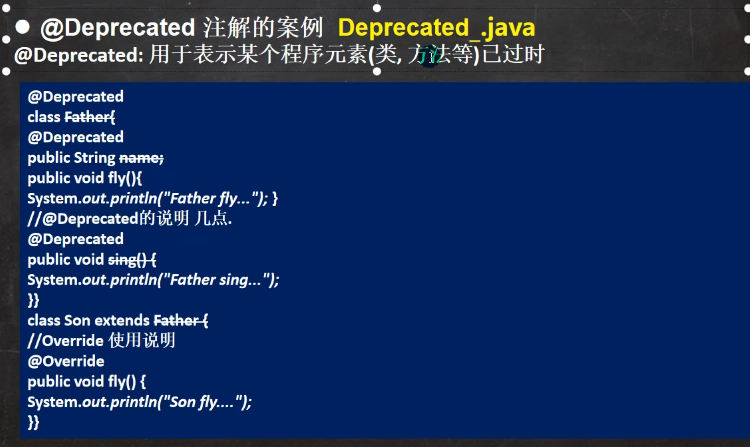 ● @Deprecated 注解的案例 Deprecated_.java
@Deprecated: 用于表示某个程序元素(类, 方法等)已过时
@Deprecated
class Father{
@Deprecated
public String name;
public void fly(){
System.out.println("Father fly..."); }
//@Deprecated的说明 几点.
@Deprecated
public void sing() {
System.out.println("Father sing...");
}}
class Son extends Father {
//Override 使用说明
@Override
public void fly() {
System.out.println("Son fly....");
}}